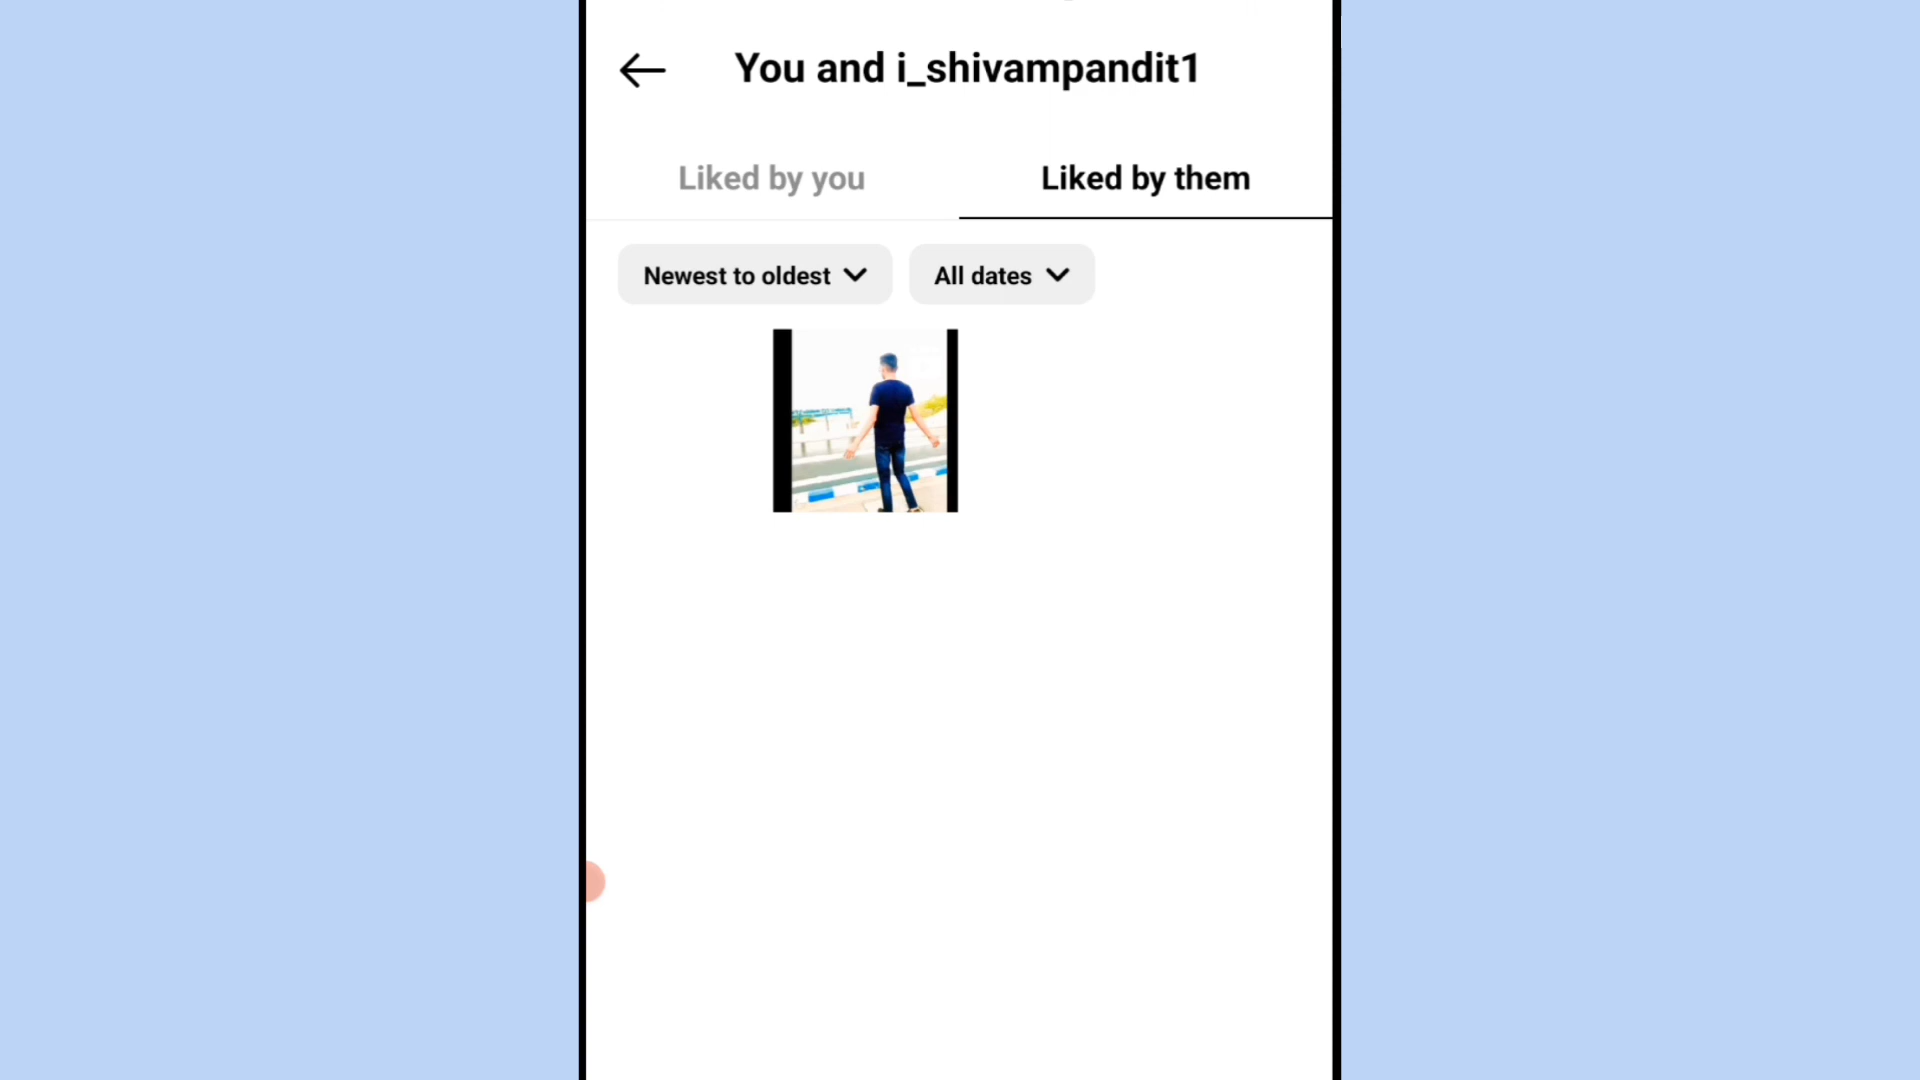 You and i_shivampandit1
Liked by you
Liked by them
Newest to oldest
All dates